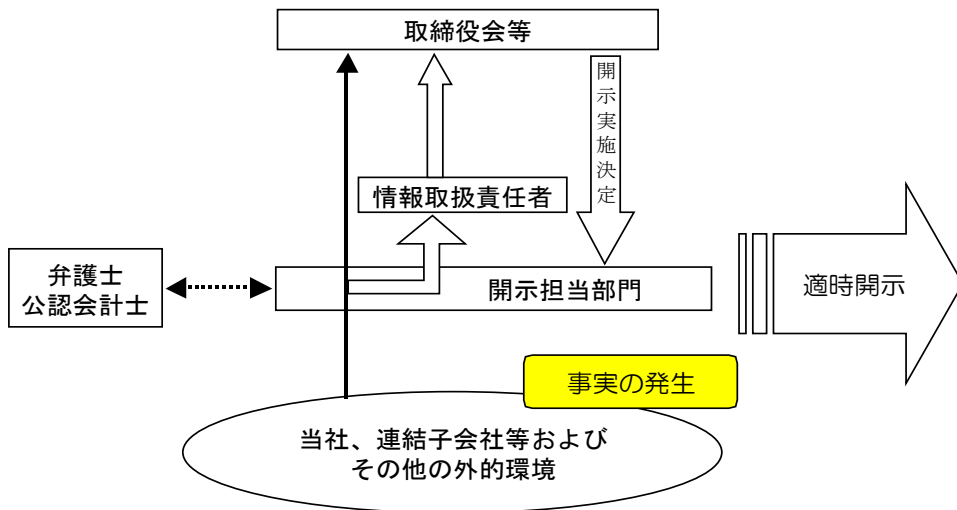 取締役会等
開示実施決定
情報取扱責任者
弁護士
公認会計士
開示担当部門
適時開示
事実の発生
当社、連結子会社等および
その他の外的環境